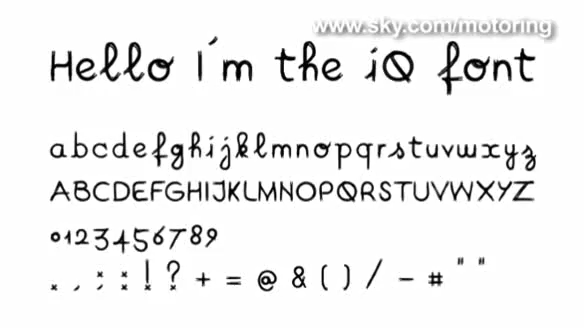 www.sky.com/motoring
Hello I´m the iQ font
abcdefghijklmnopqrstuvwxyz
ABCDEFGHIJKLMNOPQRSTUVWXYZ
0123456789
. , ; : ! ? + = @ & ( ) / - # " "